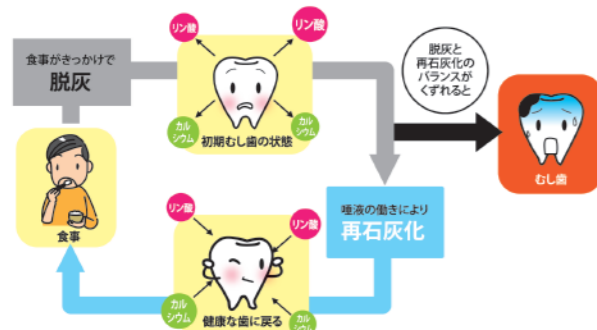 リン酸
リン酸
食事がきっかけで
脱灰
カル
シウム
カル
シウム
初期むし歯の状態
脱灰と
再石灰化の
バランスが
くずれると
むし歯
食事
唾液の働きにより
再石灰化
リン酸
リン酸
カル
シウム
カル
シウム
健康な歯に戻る